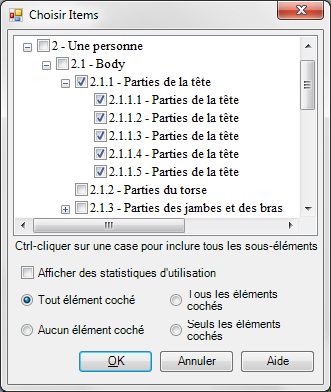 Choisir Items
2 - Une personne
2.1 - Body
2.1.1 - Parties de la tête
2.1.1.1 - Parties de la tête
2.1.1.2 - Parties de la tête
2.1.1.3 - Parties de la tête
2.1.1.4 - Parties de la tête
2.1.1.5 - Parties de la tête
2.1.2 - Parties du torse
2.1.3 - Parties des jambes et des bras
Ctrl-cliquer sur une case pour inclure tous les sous-éléments
Afficher des statistiques d'utilisation
Tout élément coché
Tous les éléments
cochés
Aucun élément coché
Seuls les éléments
cochés
OK
Annuler
Aide